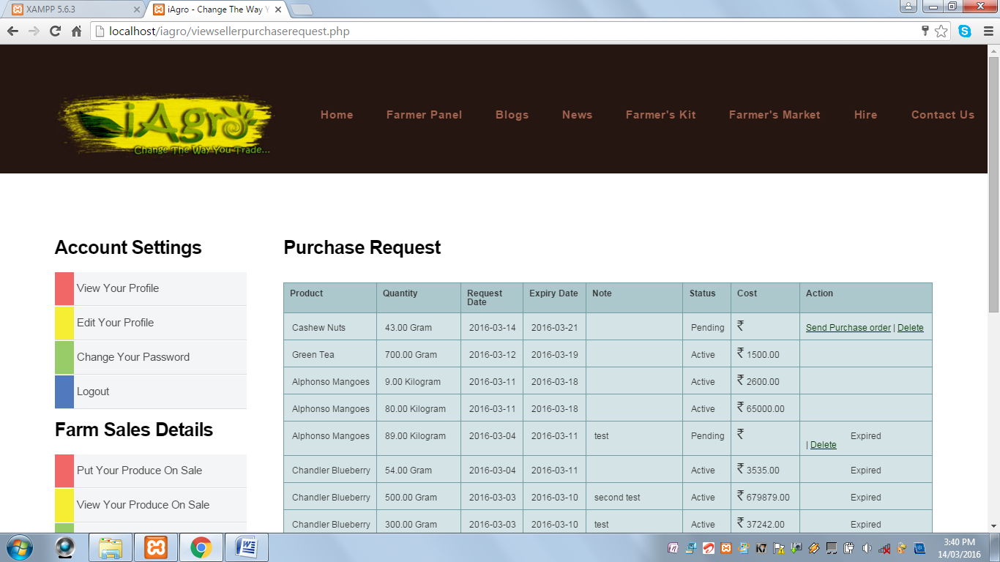 XAMPP 5.6.3
iAgro - Change The Way Y
localhost/iagro/viewsellerpurchaserequest.php
iAgro
Change The Way You Trade...
Home Farmer Panel Blogs News Farmer's Kit Farmer's Market Hire Contact Us
Account Settings
View Your Profile
Edit Your Profile
Change Your Password
Logout
Farm Sales Details
Put Your Produce On Sale
View Your Produce On Sale
Purchase Request
Product Quantity Request Date Expiry Date Note Status Cost Action
Cashew Nuts 43.00 Gram 2016-03-14 2016-03-21 Pending ₹ Send Purchase order | Delete
Green Tea 700.00 Gram 2016-03-12 2016-03-19 Active ₹ 1500.00
Alphonso Mangoes 9.00 Kilogram 2016-03-11 2016-03-18 Active ₹ 2600.00
Alphonso Mangoes 80.00 Kilogram 2016-03-11 2016-03-18 Active ₹ 65000.00
Alphonso Mangoes 89.00 Kilogram 2016-03-04 2016-03-11 test Pending ₹ Expired
| Delete
Chandler Blueberry 54.00 Gram 2016-03-04 2016-03-11 Active ₹ 3535.00 Expired
Chandler Blueberry 500.00 Gram 2016-03-03 2016-03-10 second test Active ₹ 679879.00 Expired
Chandler Blueberry 300.00 Gram 2016-03-03 2016-03-10 test Active ₹ 37242.00 Expired
3:40 PM
14/03/2016